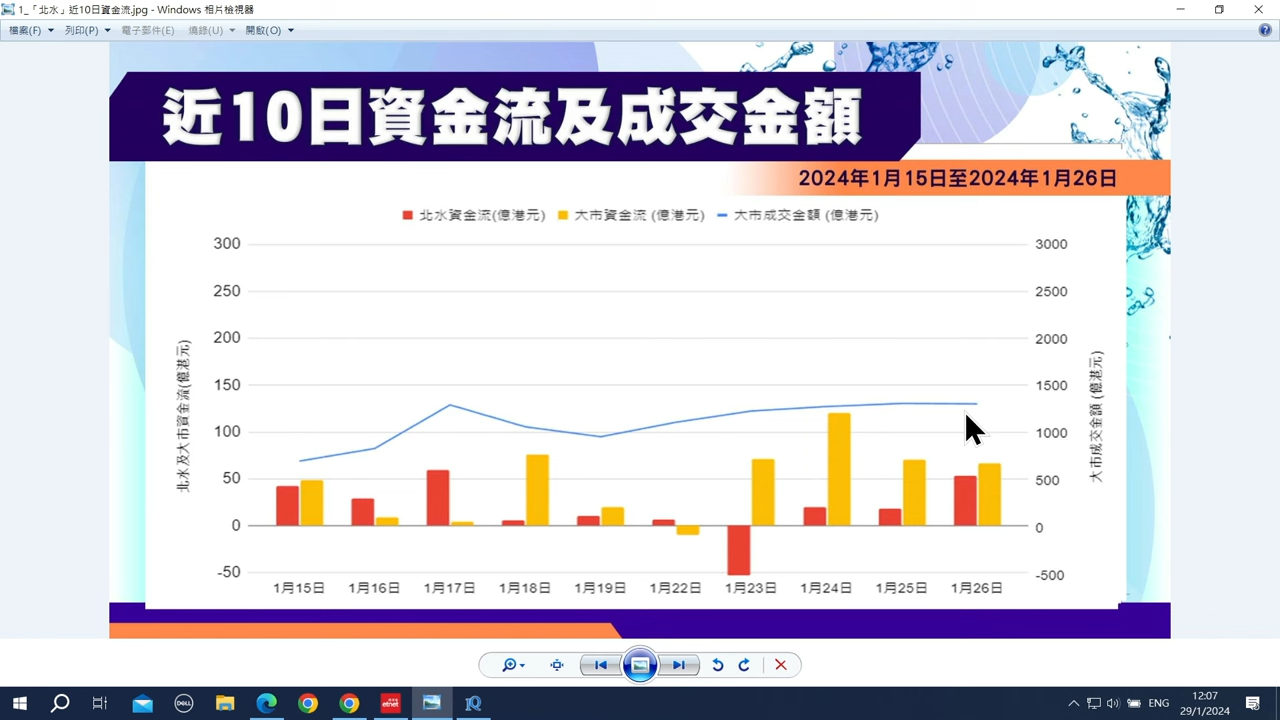 1_「北水」近10日資金流.jpg - Windows 相片檢視器
檔案(F) 列印(P) 電子郵件(E) 燒錄(U) 開啟(O)
近10日資金流及成交金額
2024年1月15日至2024年1月26日
北水資金流(億港元) 大市資金流 (億港元) 大市成交金額 (億港元)
300 3000
250 2500
200 2000
150 1500
100 1000
50 500
0 0
-50 -500
北水及大市資金流(億港元)
大市成交金額 (億港元)
1月15日 1月16日 1月17日 1月18日 1月19日 1月22日 1月23日 1月24日 1月25日 1月26日
DELL
etnet
IQ
ENG
12:07
29/1/2024